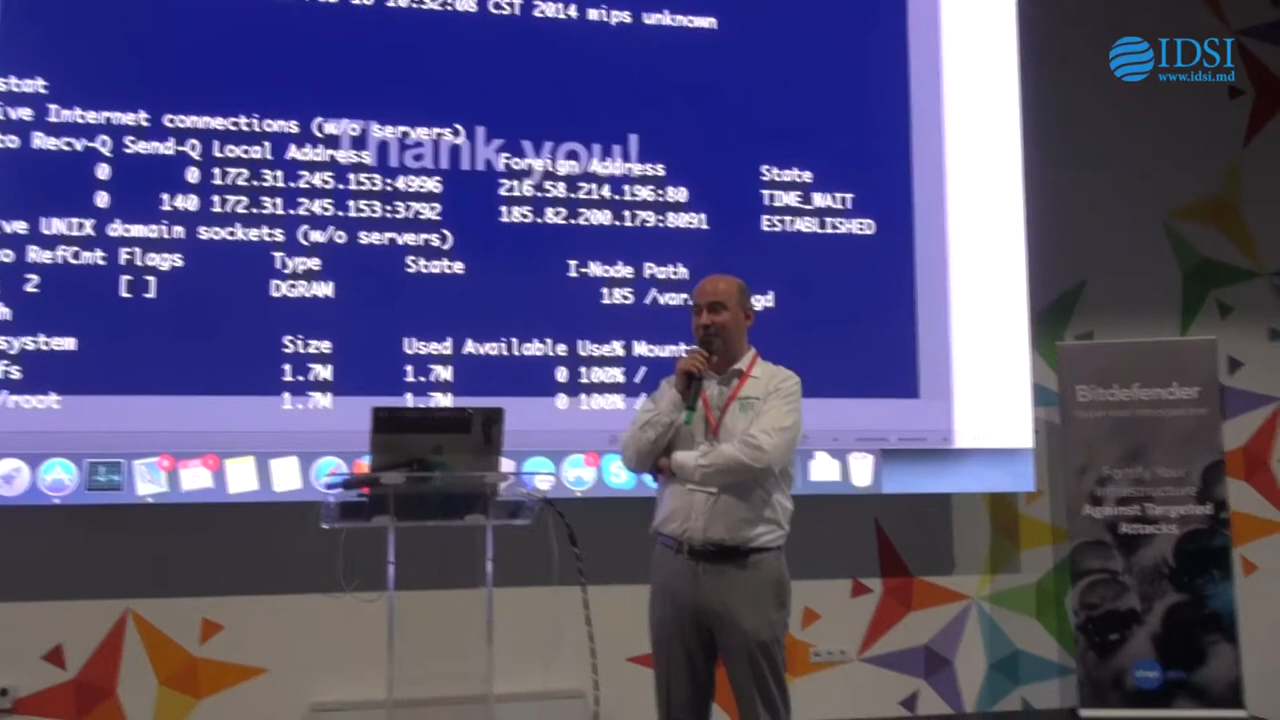 10:32:08 CST 2014 mips unknown
stat
ive Internet connections (w/o servers)
to Recv-Q Send-Q Local Address Foreign Address State
0 0 172.31.245.153:4996 216.58.214.196:80 TIME_WAIT
0 140 172.31.245.153:3792 185.82.200.179:8091 ESTABLISHED
ive UNIX domain sockets (w/o servers)
o RefCnt Flags Type State I-Node Path
2 [ ] DGRAM 185 /var gd
h
system Size Used Available Use% Mount
fs 1.7M 1.7M 0 100% /
/root 1.7M 1.7M 0 100% /
Thank you!
IDSI
www.idsi.md
Bitdefender
Fortify Your
Infrastructure
Against Targeted
Attacks